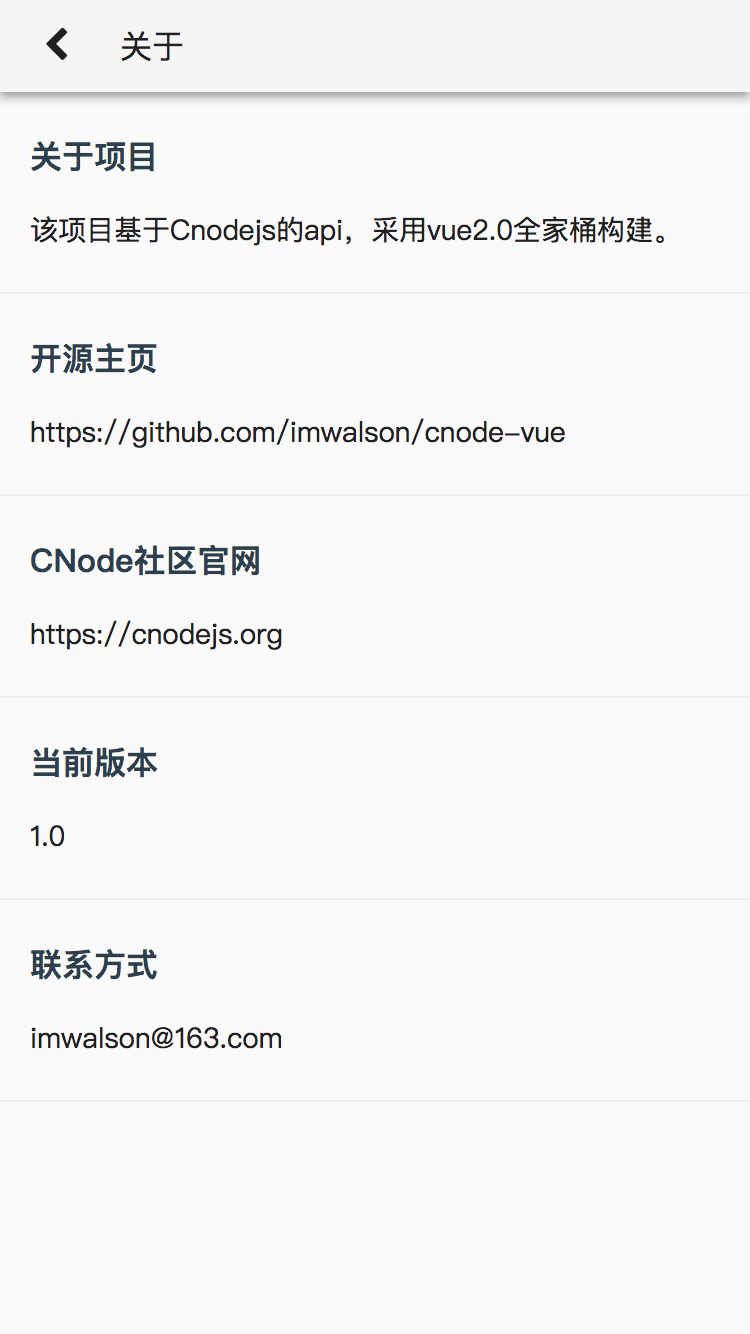 关于
关于项目
该项目基于Cnodejs的api，采用vue2.0全家桶构建。
开源主页
https://github.com/imwalson/cnode-vue
CNode社区官网
https://cnodejs.org
当前版本
1.0
联系方式
imwalson@163.com